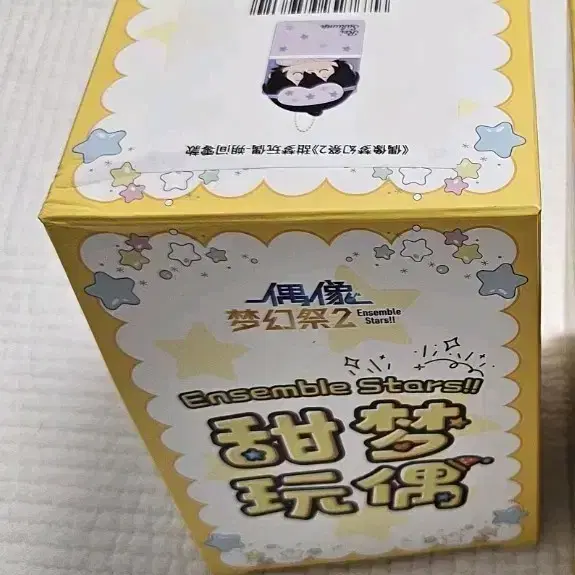 《偶像梦幻祭2》甜梦玩偶-朔间零款
偶像
梦幻祭2 Ensemble Stars!!
Ensemble Stars!!
甜梦
玩偶